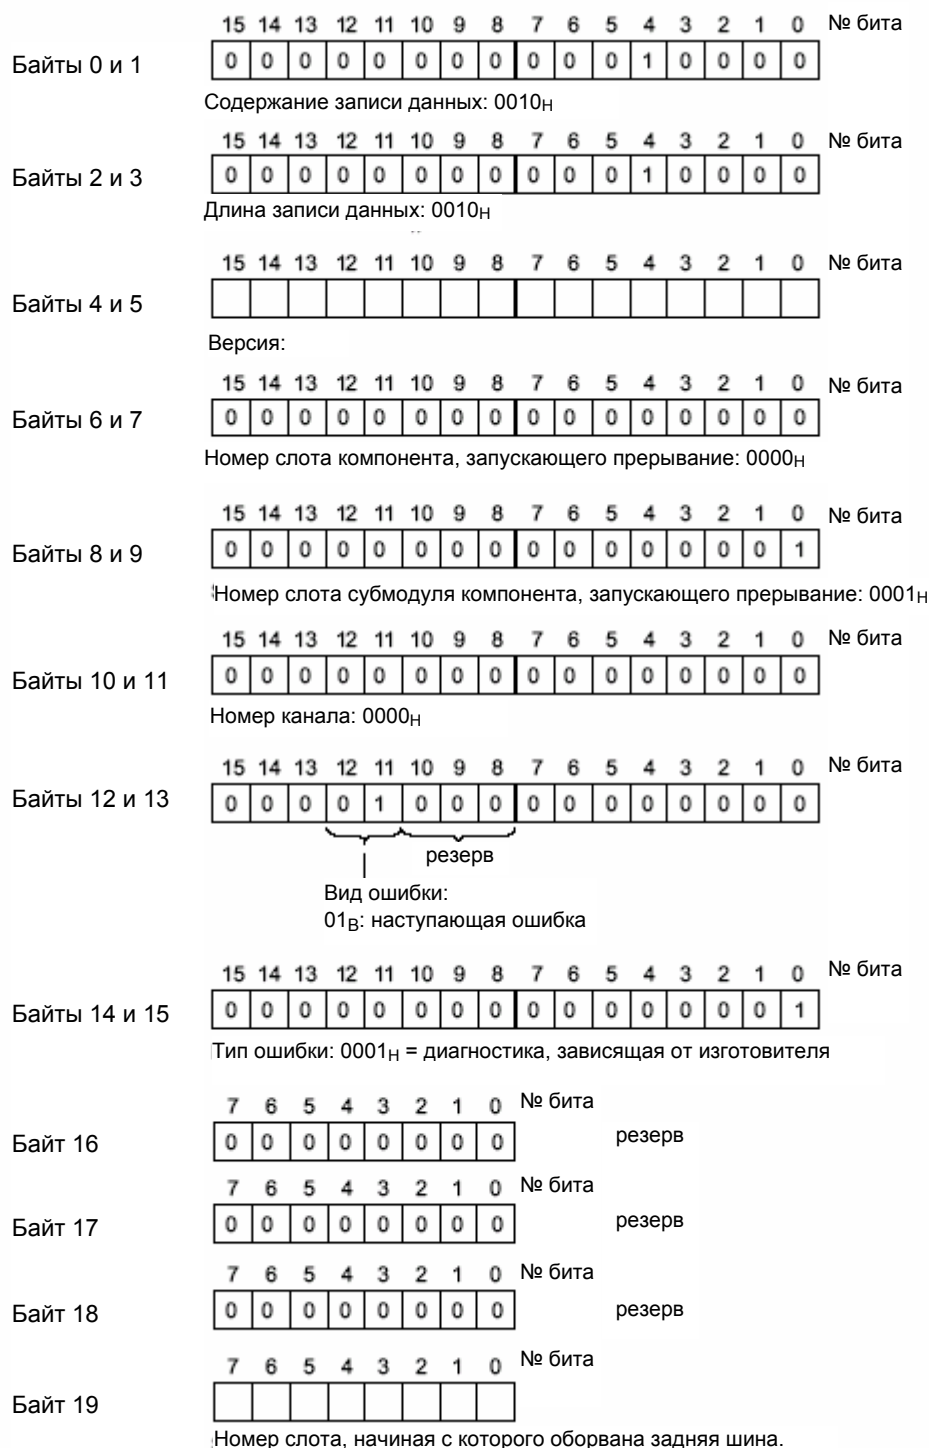 15 14 13 12 11 10 9 8 7 6 5 4 3 2 1 0 № бита
Байты 0 и 1 0 0 0 0 0 0 0 0 0 0 0 1 0 0 0 0
Содержание записи данных: 0010H
15 14 13 12 11 10 9 8 7 6 5 4 3 2 1 0 № бита
Байты 2 и 3 0 0 0 0 0 0 0 0 0 0 0 1 0 0 0 0
Длина записи данных: 0010H
15 14 13 12 11 10 9 8 7 6 5 4 3 2 1 0 № бита
Байты 4 и 5
Версия:
15 14 13 12 11 10 9 8 7 6 5 4 3 2 1 0 № бита
Байты 6 и 7 0 0 0 0 0 0 0 0 0 0 0 0 0 0 0 0
Номер слота компонента, запускающего прерывание: 0000H
15 14 13 12 11 10 9 8 7 6 5 4 3 2 1 0 № бита
Байты 8 и 9 0 0 0 0 0 0 0 0 0 0 0 0 0 0 0 1
Номер слота субмодуля компонента, запускающего прерывание: 0001H
15 14 13 12 11 10 9 8 7 6 5 4 3 2 1 0 № бита
Байты 10 и 11 0 0 0 0 0 0 0 0 0 0 0 0 0 0 0 0
Номер канала: 0000H
15 14 13 12 11 10 9 8 7 6 5 4 3 2 1 0 № бита
Байты 12 и 13 0 0 0 0 1 0 0 0 0 0 0 0 0 0 0 0
резерв
Вид ошибки:
01B: наступающая ошибка
15 14 13 12 11 10 9 8 7 6 5 4 3 2 1 0 № бита
Байты 14 и 15 0 0 0 0 0 0 0 0 0 0 0 0 0 0 0 1
Тип ошибки: 0001H = диагностика, зависящая от изготовителя
7 6 5 4 3 2 1 0 № бита
Байт 16 0 0 0 0 0 0 0 0 резерв
7 6 5 4 3 2 1 0 № бита
Байт 17 0 0 0 0 0 0 0 0 резерв
7 6 5 4 3 2 1 0 № бита
Байт 18 0 0 0 0 0 0 0 0 резерв
7 6 5 4 3 2 1 0 № бита
Байт 19
Номер слота, начиная с которого оборвана задняя шина.